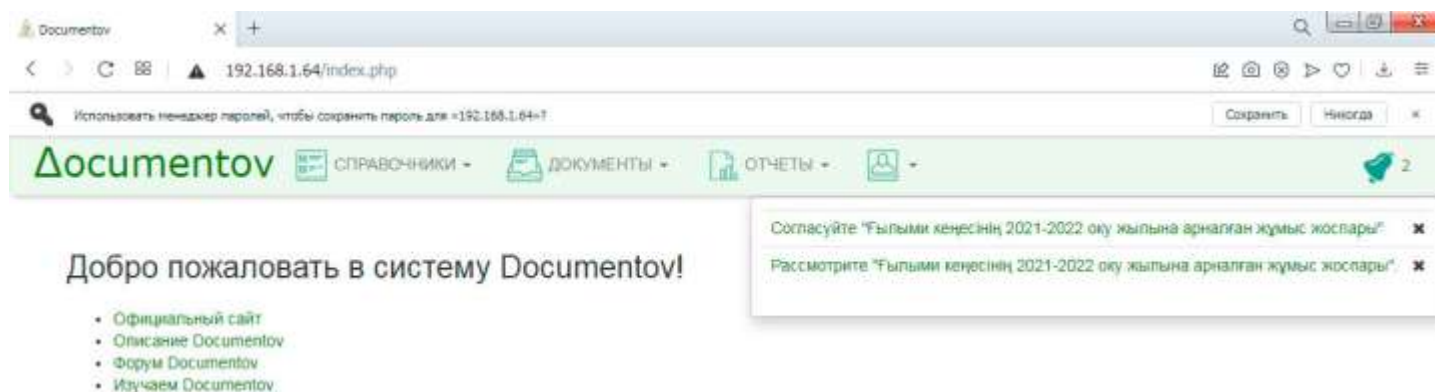 Documentov
192.168.1.64/index.php
Использовать менеджер паролей, чтобы сохранить пароль для «192.168.1.64»?
Сохранить
Никогда
Δocumentov
СПРАВОЧНИКИ
ДОКУМЕНТЫ
ОТЧЕТЫ
2
Согласуйте "Ғылыми кеңесінің 2021-2022 оқу жылына арналған жұмыс жоспары"
Рассмотрите "Ғылыми кеңесінің 2021-2022 оқу жылына арналған жұмыс жоспары"
Добро пожаловать в систему Documentov!
• Официальный сайт
• Описание Documentov
• Форум Documentov
• Изучаем Documentov